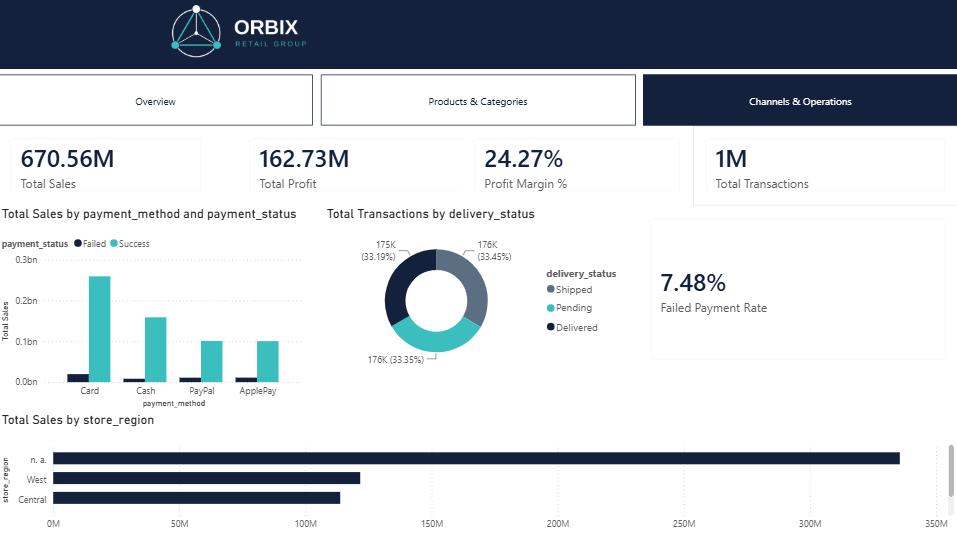 ORBIX
RETAIL GROUP
Overview
Products & Categories
Channels & Operations
670.56M
Total Sales
162.73M
Total Profit
24.27%
Profit Margin %
1M
Total Transactions
Total Sales by payment_method and payment_status
payment_status Failed Success
0.3bn
0.2bn
0.1bn
0.0bn
Total Sales
Card Cash PayPal ApplePay
payment_method
Total Transactions by delivery_status
175K
(33.19%)
176K
(33.45%)
176K (33.35%)
delivery_status
Shipped
Pending
Delivered
7.48%
Failed Payment Rate
Total Sales by store_region
store_region
n. a.
West
Central
0M 50M 100M 150M 200M 250M 300M 350M